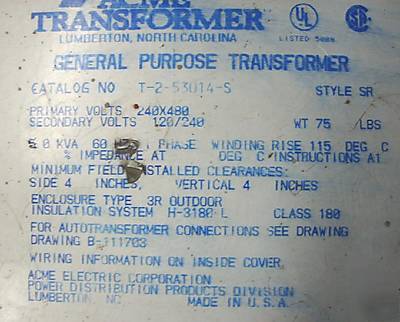 ACME
TRANSFORMER
LUMBERTON, NORTH CAROLINA
UL
LISTED 500N
GENERAL PURPOSE TRANSFORMER
CATALOG NO T-2-53014-S STYLE SR
PRIMARY VOLTS 240X480
SECONDARY VOLTS 120/240 WT 75 LBS
5.0 KVA 60 PHASE WINDING RISE 115 DEG C
% IMPEDANCE AT DEG C INSTRUCTIONS A1
MINIMUM FIELD INSTALLED CLEARANCES:
SIDE 4 INCHES, VERTICAL 4 INCHES
ENCLOSURE TYPE 3R OUTDOOR
INSULATION SYSTEM H-3180 L CLASS 180
FOR AUTOTRANSFORMER CONNECTIONS SEE DRAWING
DRAWING B-111703
WIRING INFORMATION ON INSIDE COVER.
ACME ELECTRIC CORPORATION
POWER DISTRIBUTION PRODUCTS DIVISION
LUMBERTON, NC MADE IN U.S.A.